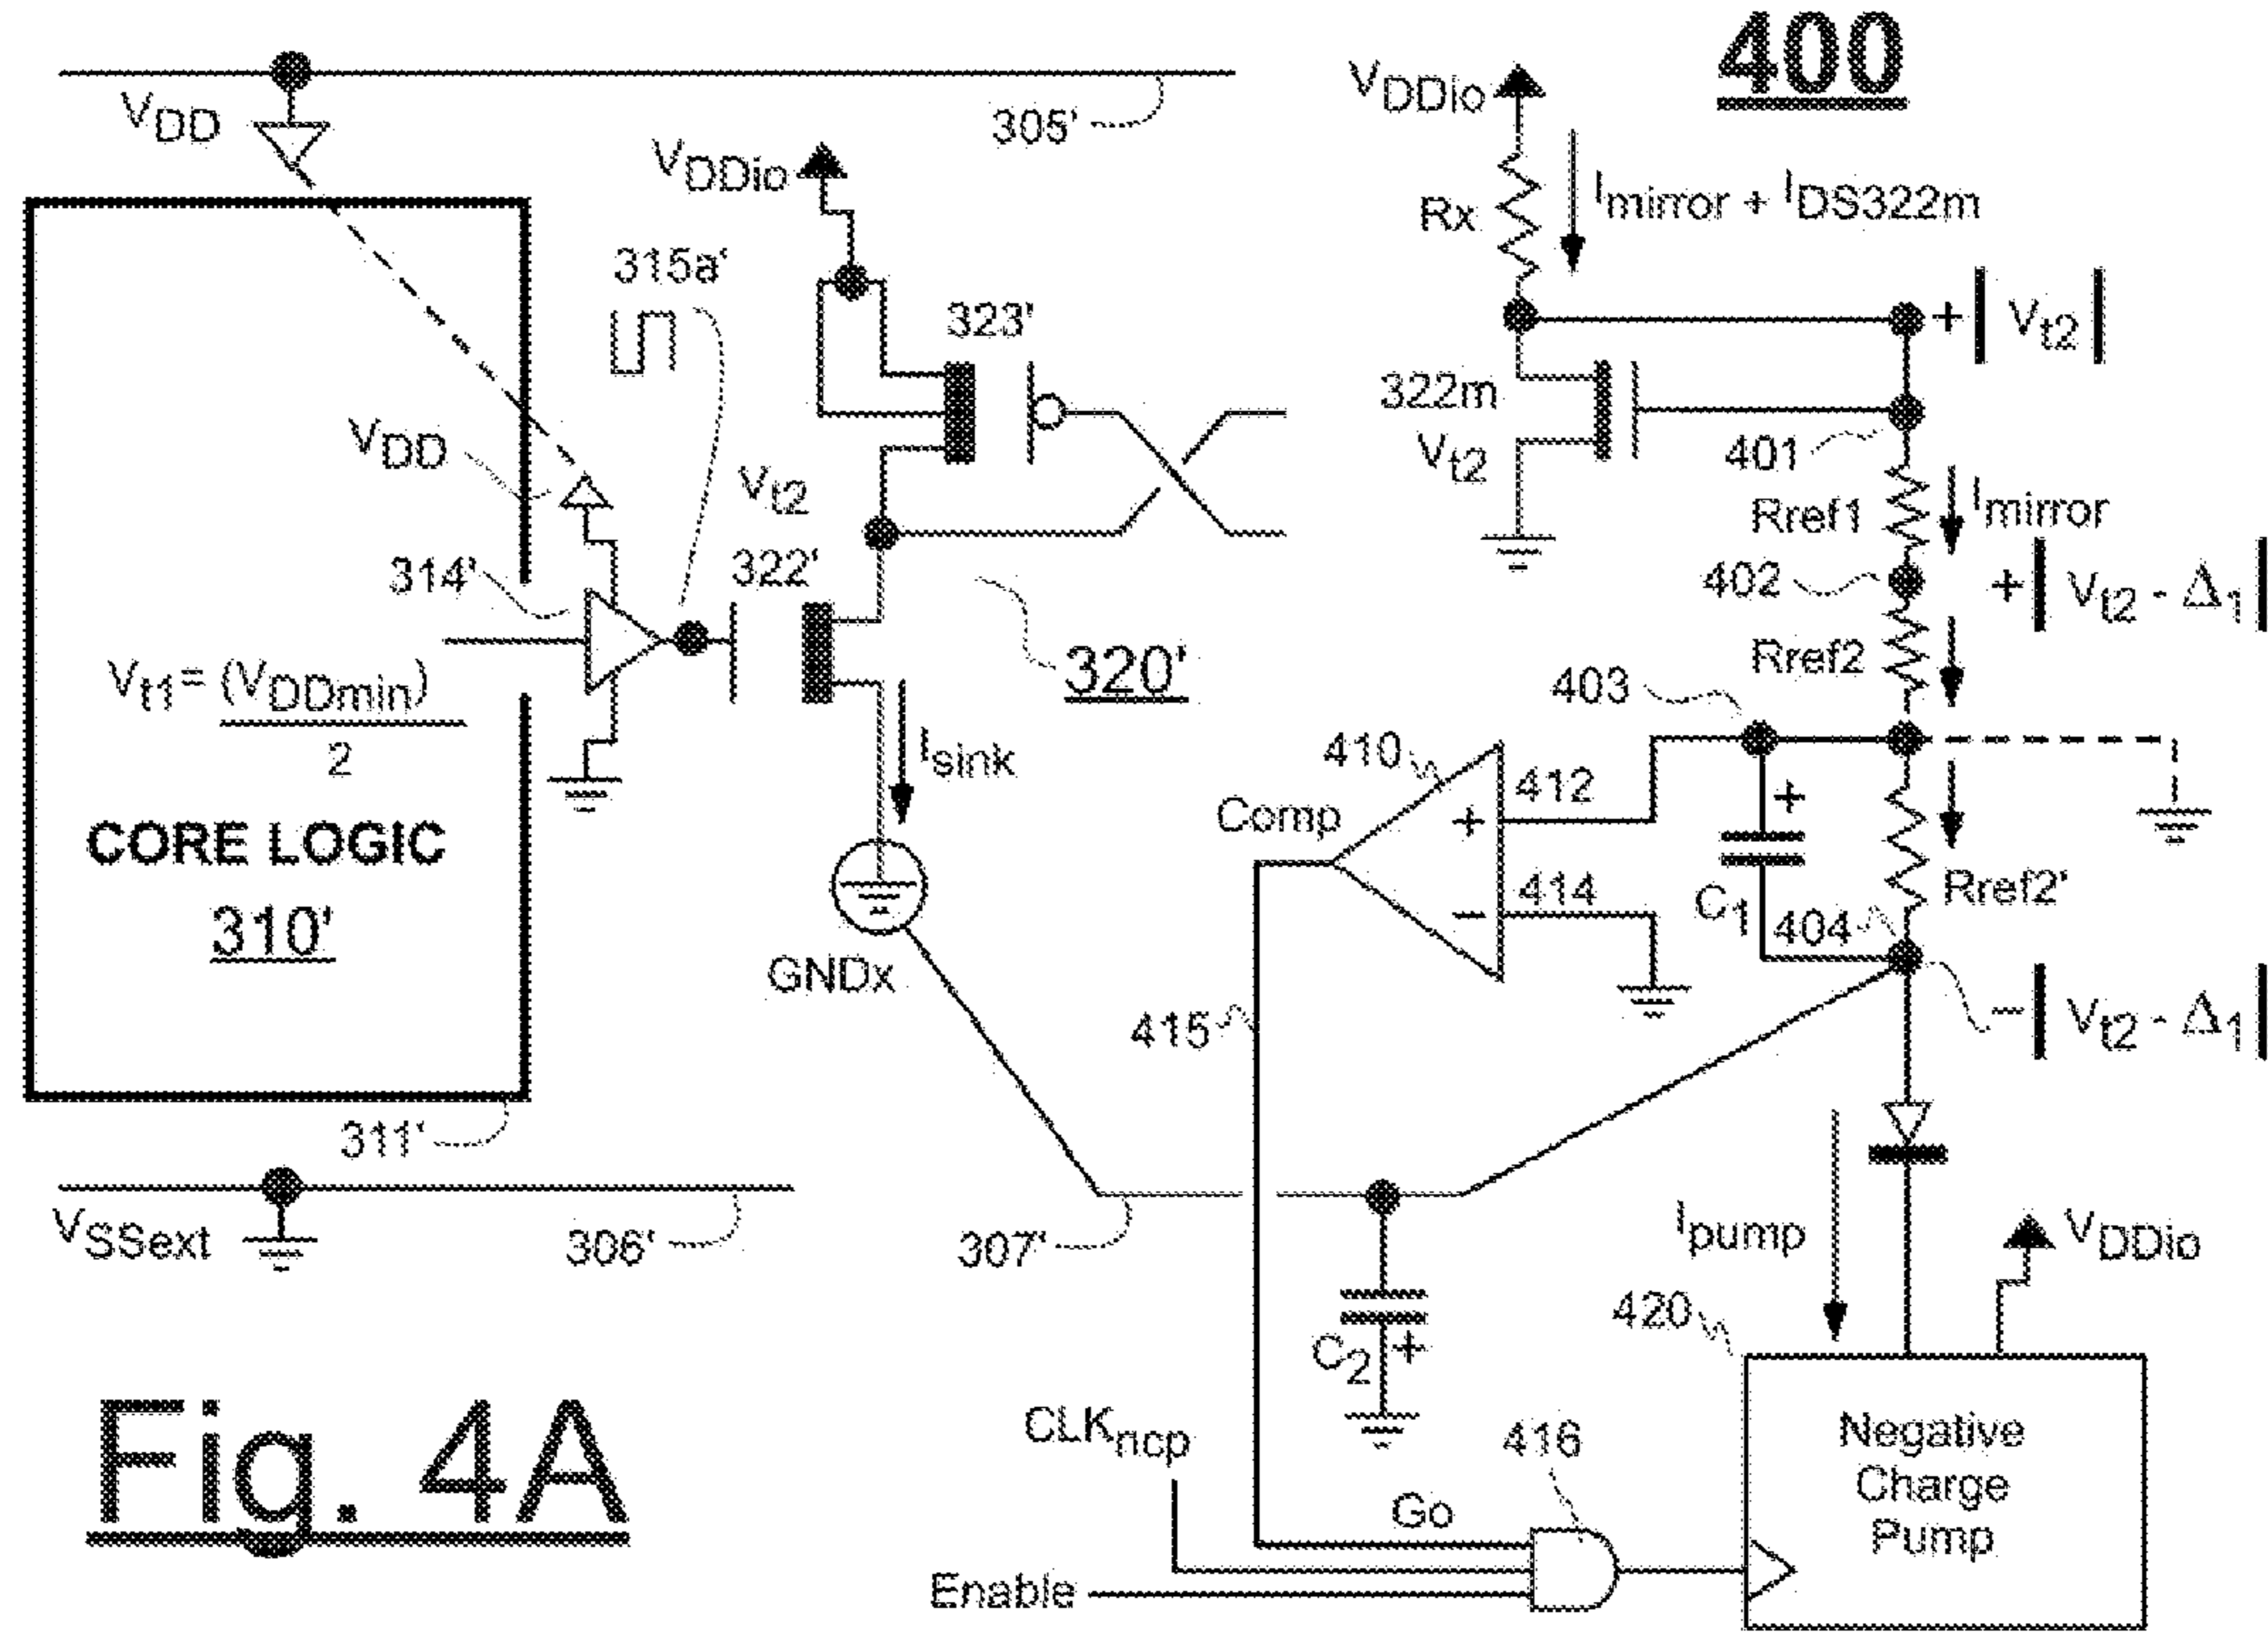 400
VDD
305'
VDDio
VDDio
Rx
Imirror + IDS322m
315a'
323'
+ | Vt2 |
322m
Vt2
401
VDD
Vt2
Rref1
Imirror
314'
322'
402
+ | Vt2 - Δ1 |
320'
Rref2
403
Vt1 = (VDDmin)
2
Isink
410
412
+
+
Comp
CORE LOGIC
310'
414
−
C1
404
Rref2'
GNDx
415
− | Vt2 - Δ1 |
311'
VSSext
306'
307'
Ipump
VDDio
420
C2
+
Fig. 4A
CLKncp
416
Negative
Charge
Pump
Go
Enable